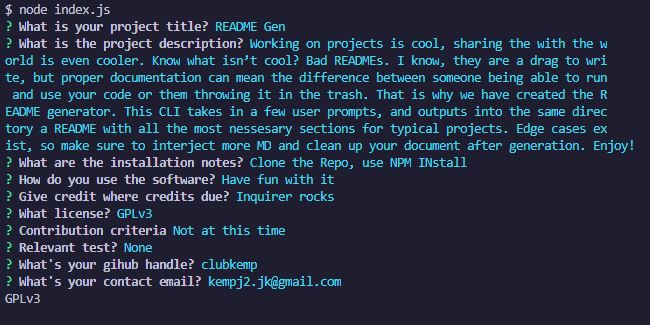 $ node index.js
? What is your project title? README Gen
? What is the project description? Working on projects is cool, sharing the with the w
orld is even cooler. Know what isn’t cool? Bad READMEs. I know, they are a drag to wri
te, but proper documentation can mean the difference between someone being able to run
 and use your code or them throwing it in the trash. That is why we have created the R
EADME generator. This CLI takes in a few user prompts, and outputs into the same direc
tory a README with all the most nessesary sections for typical projects. Edge cases ex
ist, so make sure to interject more MD and clean up your document after generation. Enjoy!
? What are the installation notes? Clone the Repo, use NPM INstall
? How do you use the software? Have fun with it
? Give credit where credits due? Inquirer rocks
? What license? GPLv3
? Contribution criteria Not at this time
? Relevant test? None
? What's your gihub handle? clubkemp
? What's your contact email? kempj2.jk@gmail.com
GPLv3